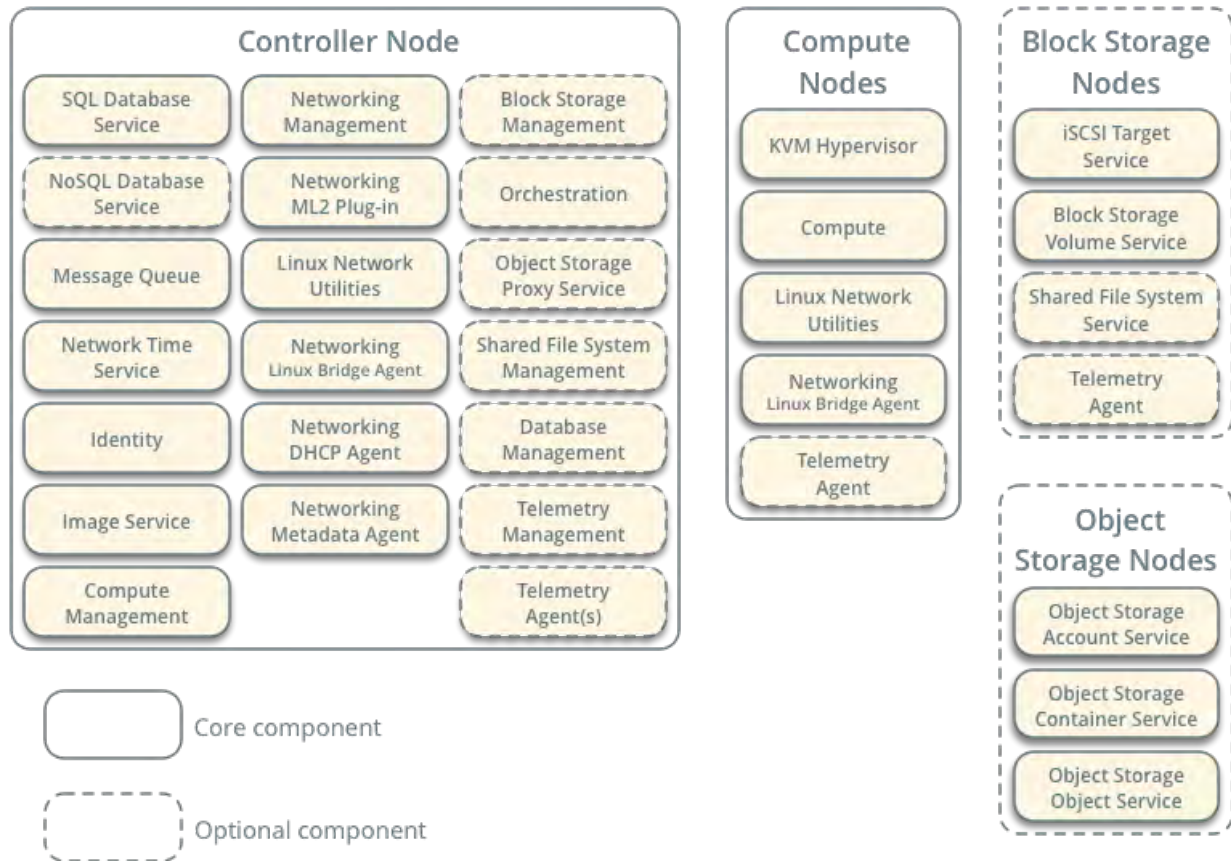 Controller Node
SQL Database
Service
NoSQL Database
Service
Message Queue
Network Time
Service
Identity
Image Service
Compute
Management
Networking
Management
Networking
ML2 Plug-in
Linux Network
Utilities
Networking
Linux Bridge Agent
Networking
DHCP Agent
Networking
Metadata Agent
Block Storage
Management
Orchestration
Object Storage
Proxy Service
Shared File System
Management
Database
Management
Telemetry
Management
Telemetry
Agent(s)
Compute
Nodes
KVM Hypervisor
Compute
Linux Network
Utilities
Networking
Linux Bridge Agent
Telemetry
Agent
Block Storage
Nodes
iSCSI Target
Service
Block Storage
Volume Service
Shared File System
Service
Telemetry
Agent
Object
Storage Nodes
Object Storage
Account Service
Object Storage
Container Service
Object Storage
Object Service
Core component
Optional component